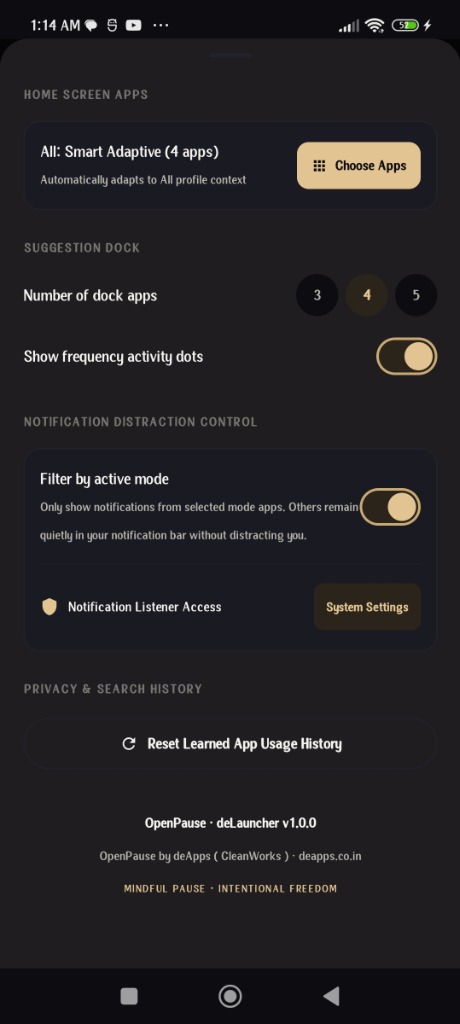 1:14 AM
52
HOME SCREEN APPS
All: Smart Adaptive (4 apps)
Automatically adapts to All profile context
Choose Apps
SUGGESTION DOCK
Number of dock apps
3
4
5
Show frequency activity dots
NOTIFICATION DISTRACTION CONTROL
Filter by active mode
Only show notifications from selected mode apps. Others remain
quietly in your notification bar without distracting you.
Notification Listener Access
System Settings
PRIVACY & SEARCH HISTORY
Reset Learned App Usage History
OpenPause · deLauncher v1.0.0
OpenPause by deApps ( CleanWorks ) · deapps.co.in
MINDFUL PAUSE · INTENTIONAL FREEDOM